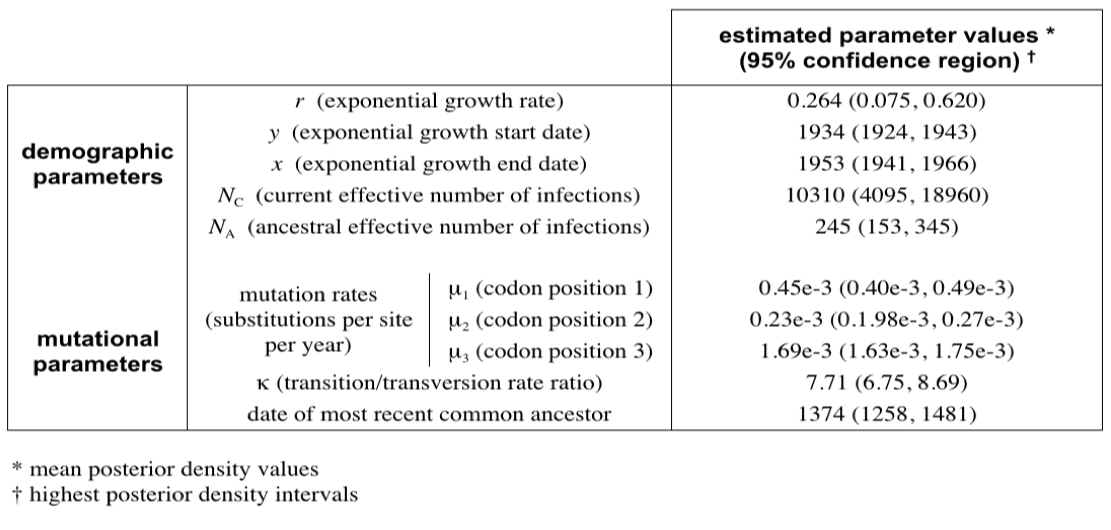 estimated parameter values *
(95% confidence region) †
demographic parameters
r (exponential growth rate) 0.264 (0.075, 0.620)
y (exponential growth start date) 1934 (1924, 1943)
x (exponential growth end date) 1953 (1941, 1966)
N_C (current effective number of infections) 10310 (4095, 18960)
N_A (ancestral effective number of infections) 245 (153, 345)
mutational parameters
mutation rates (substitutions per site per year)
μ₁ (codon position 1) 0.45e-3 (0.40e-3, 0.49e-3)
μ₂ (codon position 2) 0.23e-3 (0.1.98e-3, 0.27e-3)
μ₃ (codon position 3) 1.69e-3 (1.63e-3, 1.75e-3)
κ (transition/transversion rate ratio) 7.71 (6.75, 8.69)
date of most recent common ancestor 1374 (1258, 1481)
* mean posterior density values
† highest posterior density intervals